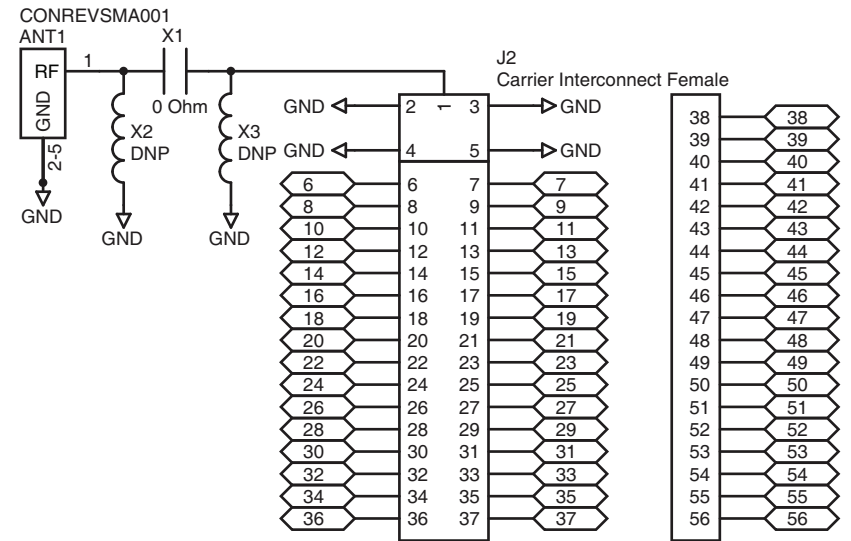 CONREVSMA001
ANT1
X1
RF
1
GND
2-5
GND
0 Ohm
X2
DNP
GND
X3
DNP
GND
J2
Carrier Interconnect Female
GND 2 1 3 GND
GND 4 5 GND
6 6 7 7
8 8 9 9
10 10 11 11
12 12 13 13
14 14 15 15
16 16 17 17
18 18 19 19
20 20 21 21
22 22 23 23
24 24 25 25
26 26 27 27
28 28 29 29
30 30 31 31
32 32 33 33
34 34 35 35
36 36 37 37
38 38
39 39
40 40
41 41
42 42
43 43
44 44
45 45
46 46
47 47
48 48
49 49
50 50
51 51
52 52
53 53
54 54
55 55
56 56